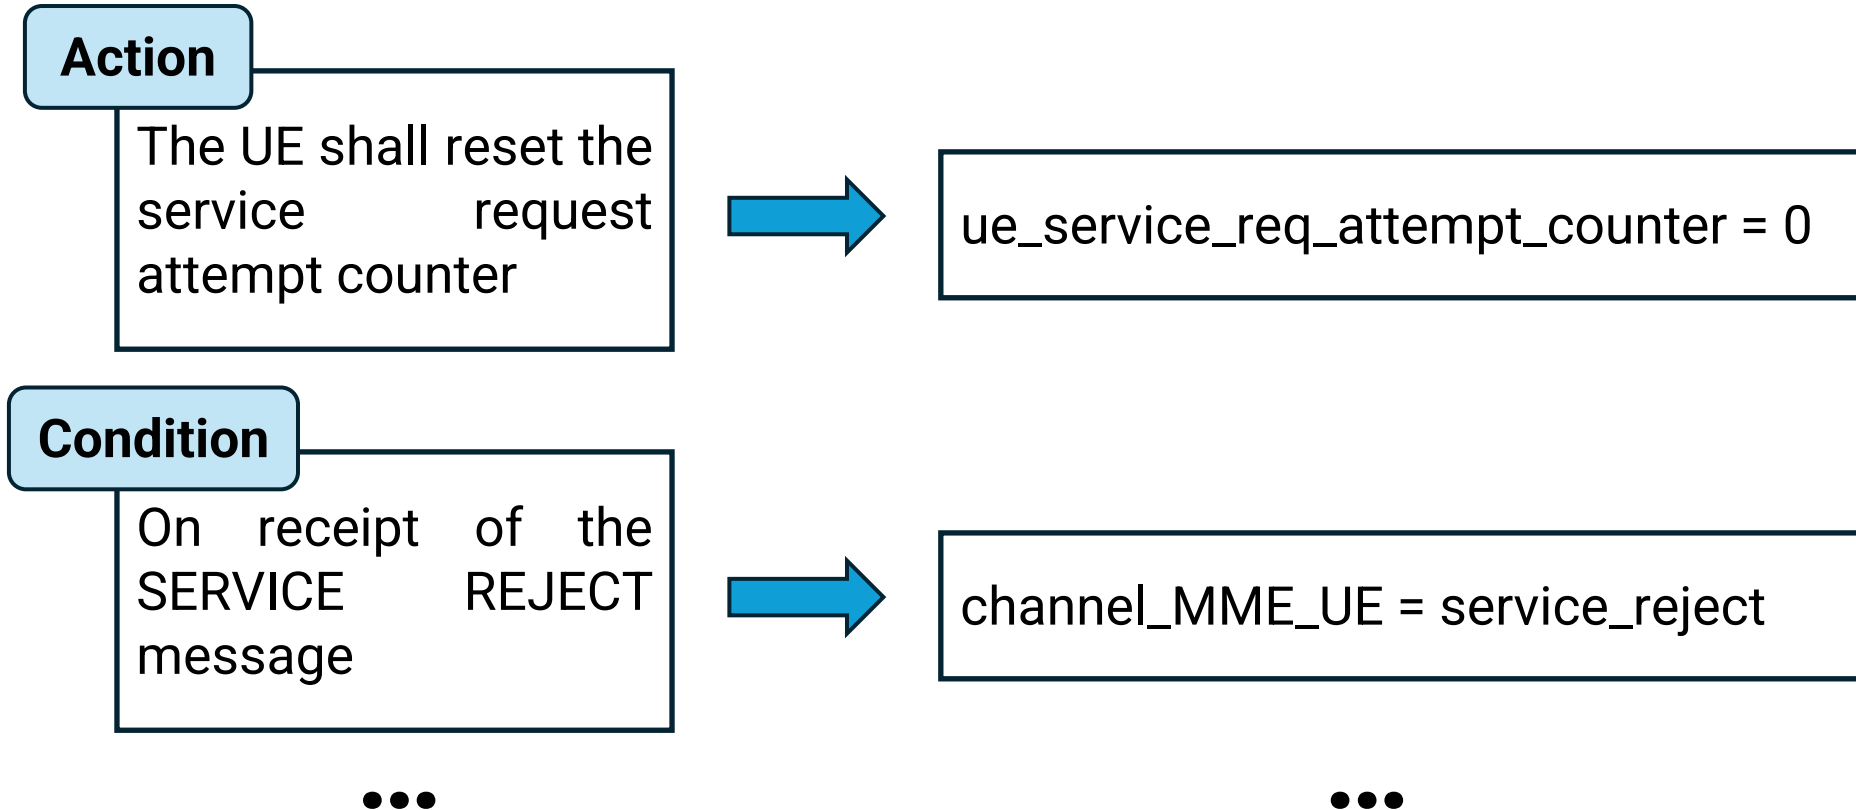 Action
The UE shall reset the
service request
attempt counter
ue_service_req_attempt_counter = 0
Condition
On receipt of the
SERVICE REJECT
message
channel_MME_UE = service_reject
... ...